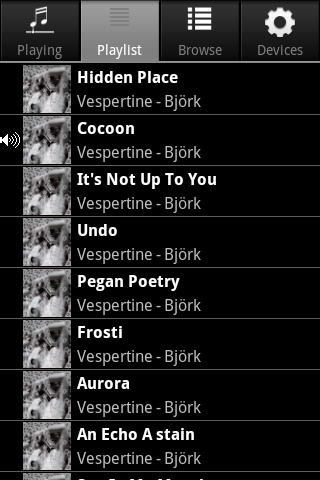 Playing Playlist Browse Devices
Hidden Place
Vespertine - Björk
Cocoon
Vespertine - Björk
It's Not Up To You
Vespertine - Björk
Undo
Vespertine - Björk
Pegan Poetry
Vespertine - Björk
Frosti
Vespertine - Björk
Aurora
Vespertine - Björk
An Echo A stain
Vespertine - Björk